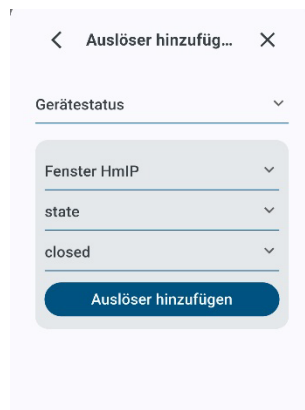 Auslöser hinzufüg...
Gerätestatus
Fenster HmIP
state
closed
Auslöser hinzufügen